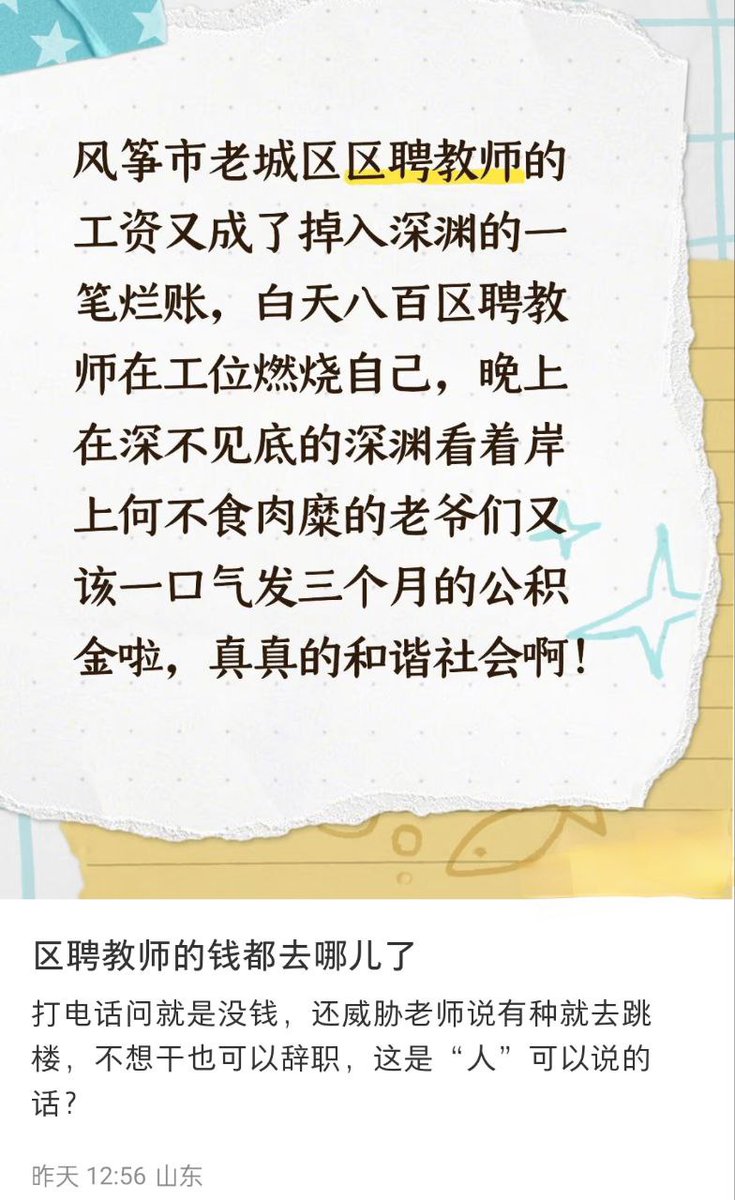 风筝市老城区区聘教师的
工资又成了掉入深渊的一
笔烂账，白天八百区聘教
师在工位燃烧自己，晚上
在深不见底的深渊看着岸
上何不食肉糜的老爷们又
该一口气发三个月的公积
金啦，真真的和谐社会啊！
区聘教师的钱都去哪儿了
打电话问就是没钱，还威胁老师说有种就去跳
楼，不想干也可以辞职，这是“人”可以说的
话？
昨天 12:56 山东